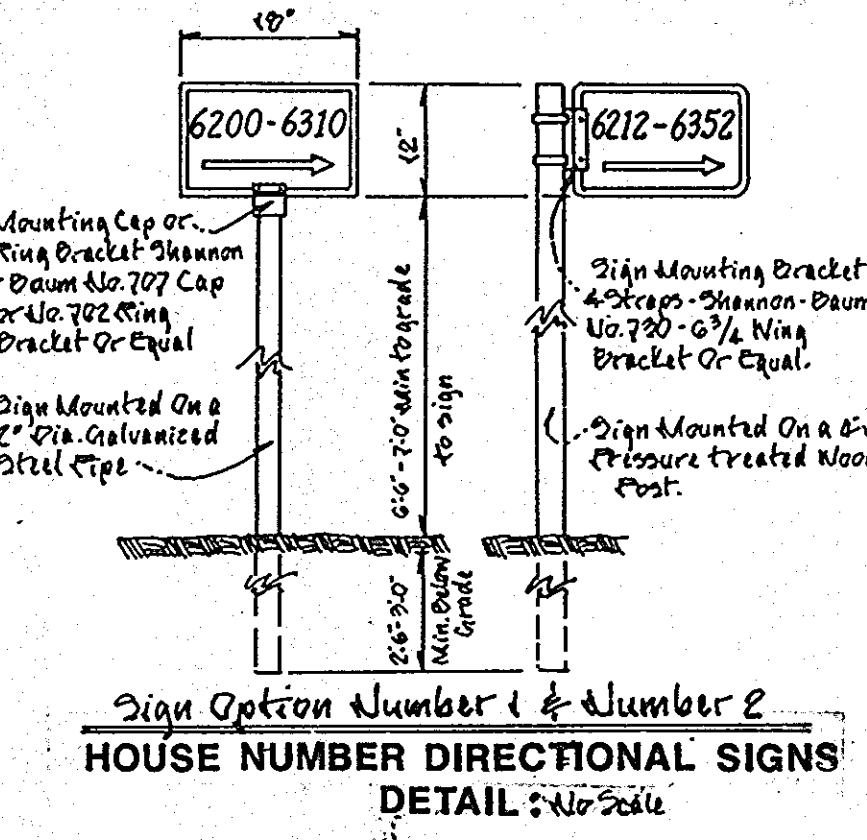 18"
6200-6310
12"
6212-6352
Mounting Cap or
Ring Bracket Shannon
Baum No.707 Cap
or No.702 Ring
Bracket Or Equal
Sign Mounted On a
2" Dia. Galvanized
Steel Pipe
6'6"-7'0" Min to grade
to sign
2'6"-3'0"
Min. Below
Grade
Sign Mounting Bracket
& Straps-Shannon-Baum
No.730-6 3/4 Wing
Bracket Or Equal.
Sign Mounted On a
Pressure treated
Post.
Sign Option Number 1 & Number 2
HOUSE NUMBER DIRECTIONAL SIGNS
DETAIL: No Scale